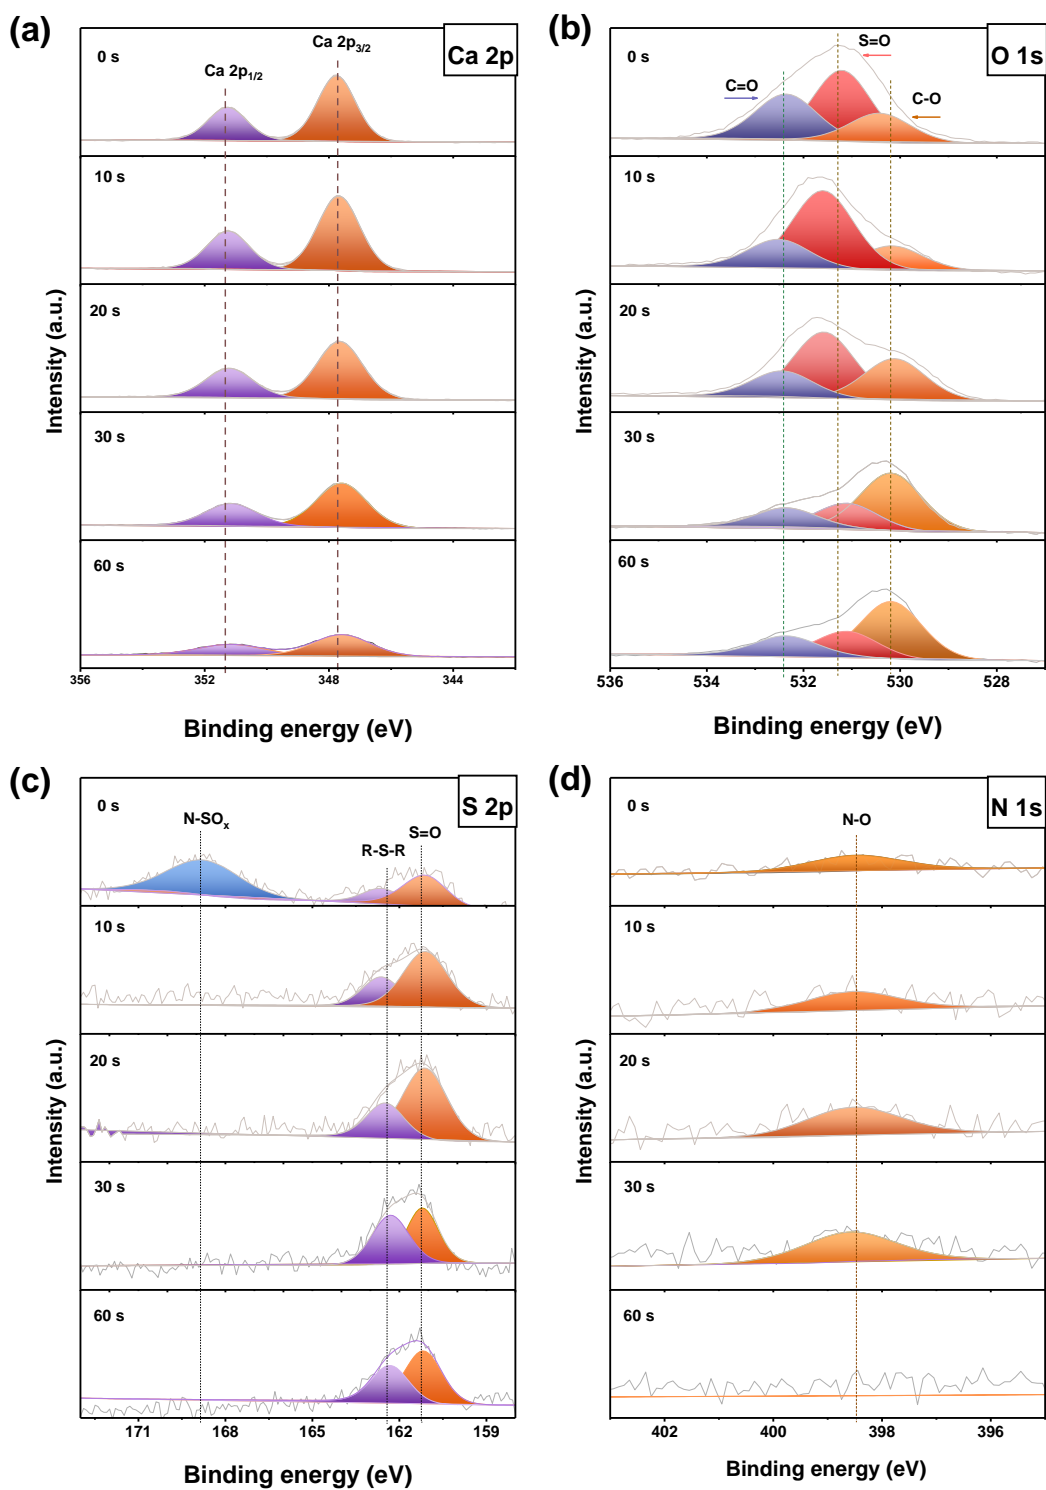 (a)
0 s
Ca 2p3/2
Ca 2p
Ca 2p1/2
10 s
20 s
30 s
60 s
Intensity (a.u.)
356
352
348
344
Binding energy (eV)
(b)
0 s
S=O
O 1s
C=O
C-O
10 s
20 s
30 s
60 s
Intensity (a.u.)
536
534
532
530
528
Binding energy (eV)
(c)
0 s
S 2p
N-SOx
S=O
R-S-R
10 s
20 s
30 s
60 s
Intensity (a.u.)
171
168
165
162
159
Binding energy (eV)
(d)
0 s
N 1s
N-O
10 s
20 s
30 s
60 s
Intensity (a.u.)
402
400
398
396
Binding energy (eV)